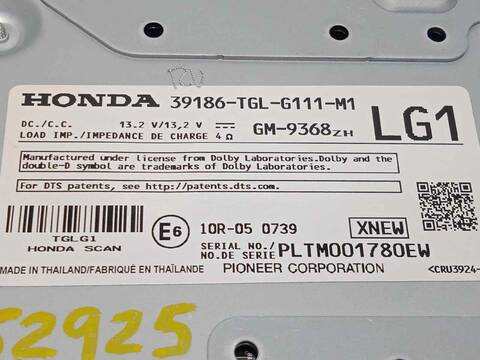 HONDA 39186-TGL-G111-M1
DC./C.C. 13.2 V/13,2 V
LOAD IMP./IMPEDANCE DE CHARGE 4 Ω
GM-9368ZH
LG1
Manufactured under license from Dolby Laboratories.Dolby and the
double-D symbol are trademarks of Dolby Laboratories.
For DTS patents, see http://patents.dts.com.
TGLG1
HONDA SCAN
E6
10R-05 0739
XNEW
SERIAL NO./
NO.DE SERIE PLTM001780EW
MADE IN THAILAND/FABRIQUÉ EN THAÏLANDE
PIONEER CORPORATION
<CRU3924-
52925